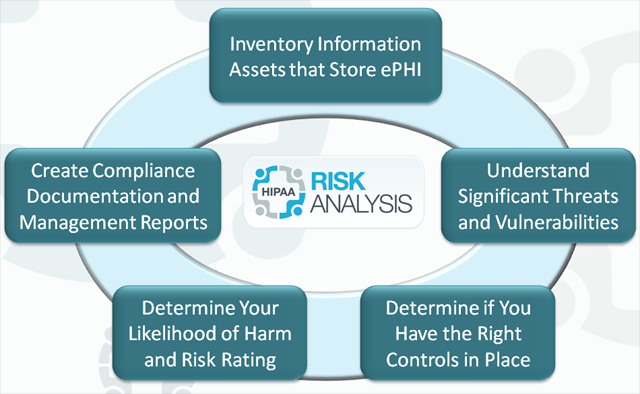 Inventory Information
Assets that Store ePHI
Understand
Significant Threats
and Vulnerabilities
Determine if You
Have the Right
Controls in Place
Determine Your
Likelihood of Harm
and Risk Rating
Create Compliance
Documentation and
Management Reports
HIPAA
RISK
ANALYSIS